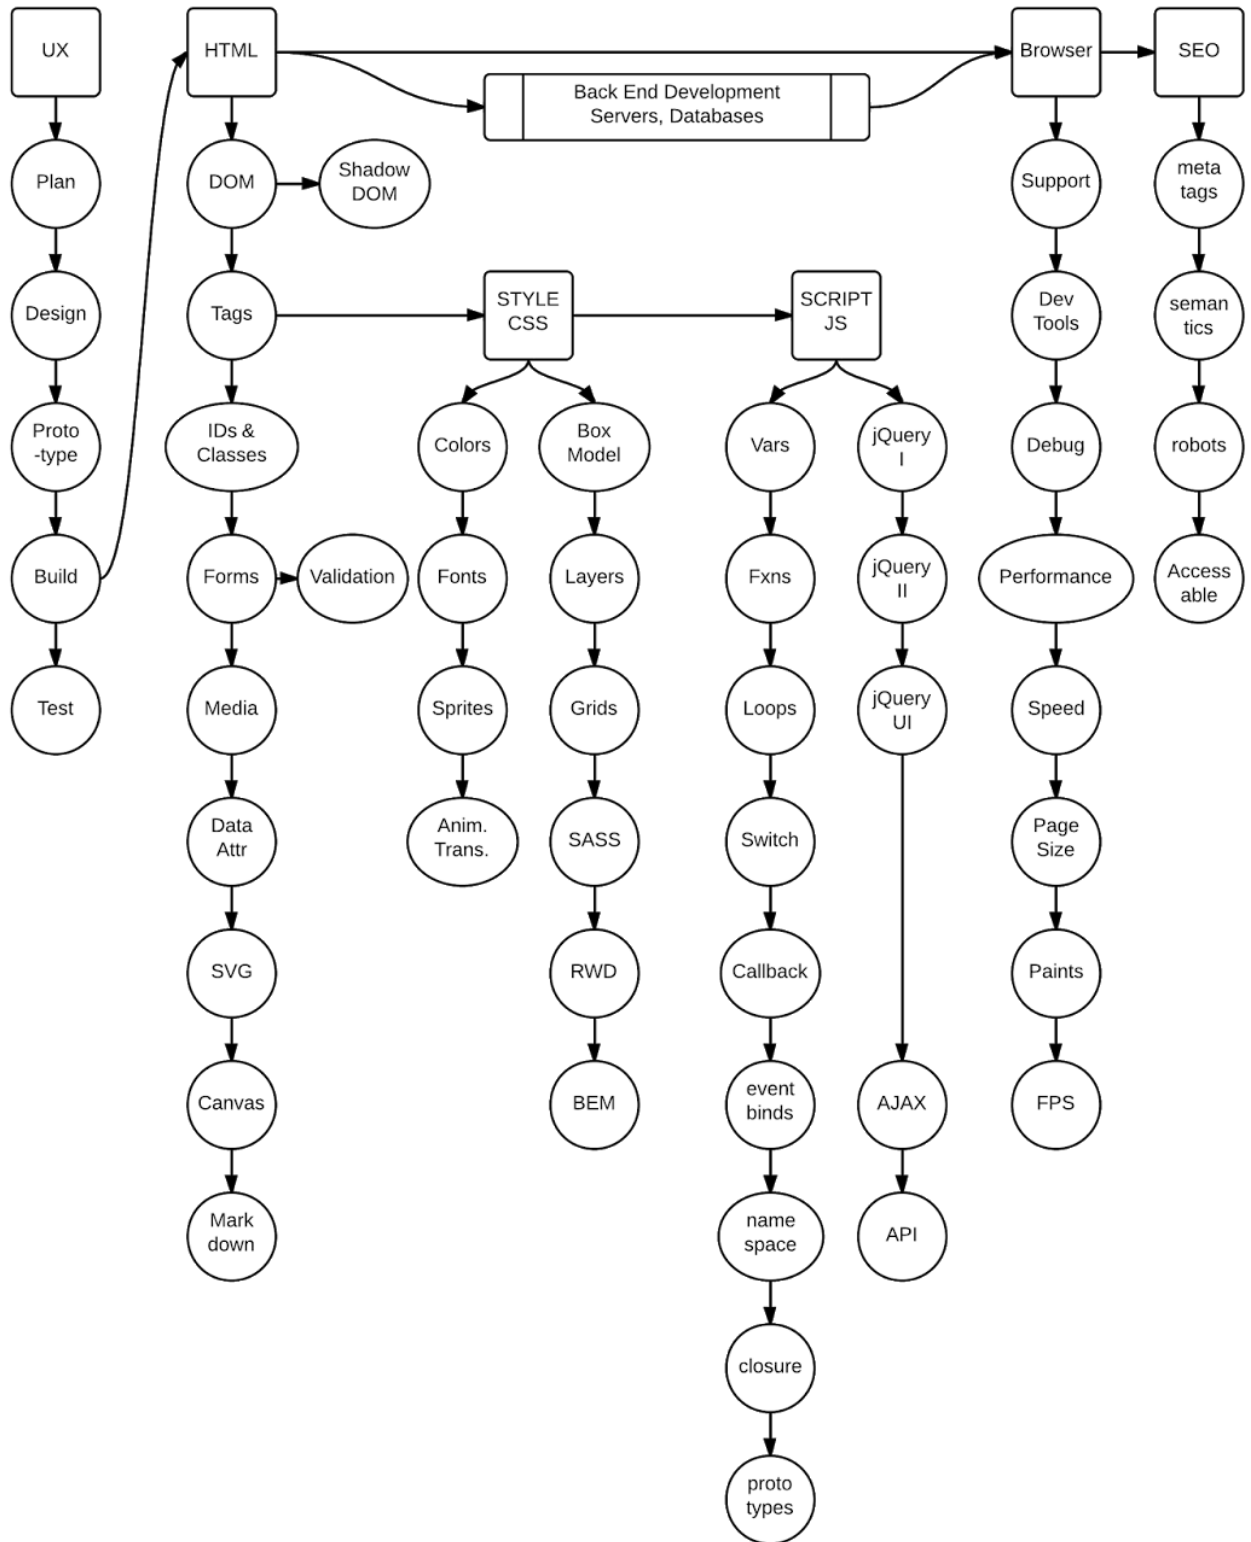 UX
HTML
Browser
SEO
Back End Development
Servers, Databases
Plan
DOM
Shadow
DOM
Support
meta
tags
Design
Tags
STYLE
CSS
SCRIPT
JS
Dev
Tools
seman
tics
Proto
-type
IDs &
Classes
Colors
Box
Model
Vars
jQuery
I
Debug
robots
Build
Forms
Validation
Fonts
Layers
Fxns
jQuery
II
Performance
Access
able
Test
Media
Sprites
Grids
Loops
jQuery
UI
Speed
Data
Attr
Anim.
Trans.
SASS
Switch
Page
Size
SVG
RWD
Callback
Paints
Canvas
BEM
event
binds
AJAX
FPS
Mark
down
name
space
API
closure
proto
types